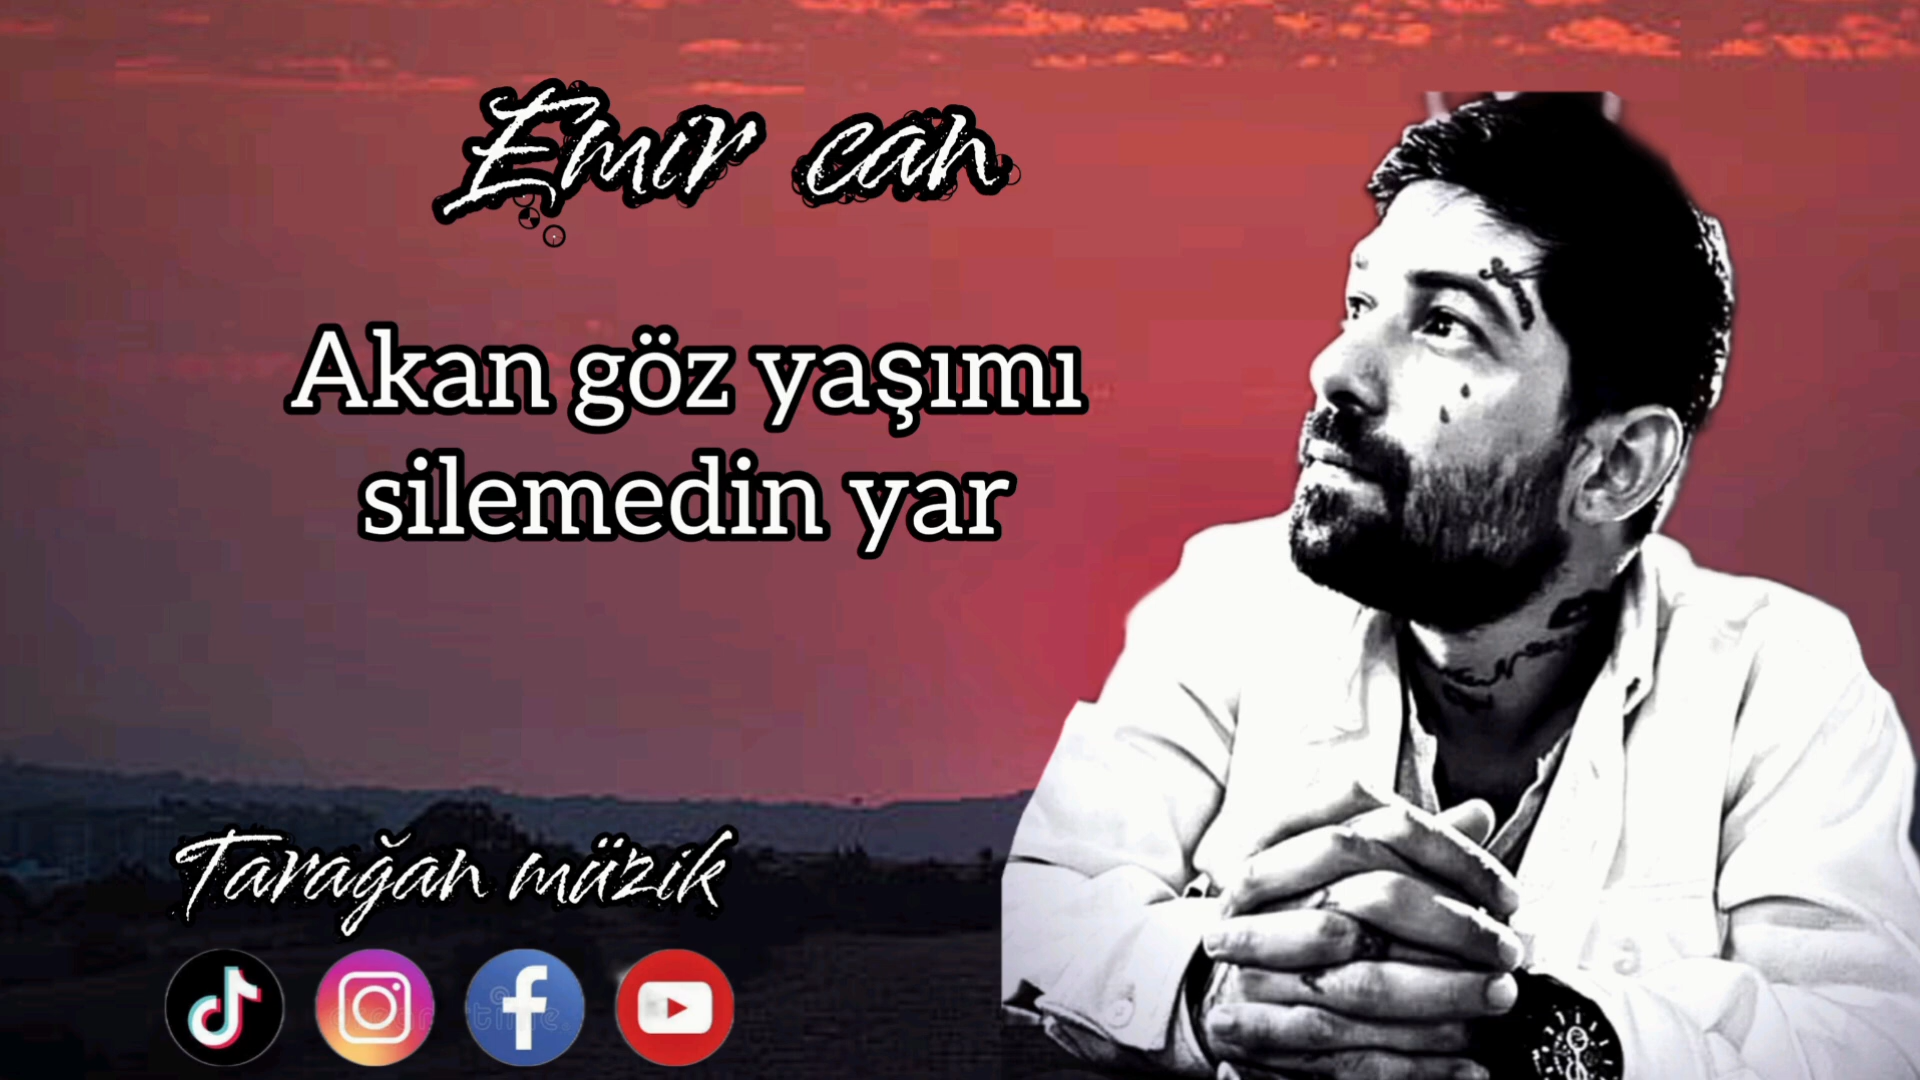 Emir can
Akan göz yaşımı
silemedin yar
Tarağan müzik